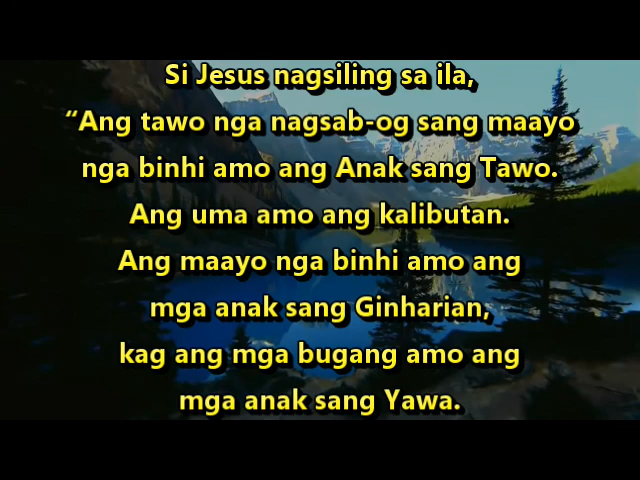 Si Jesus nagsiling sa ila,
“Ang tawo nga nagsab-og sang maayo
nga binhi amo ang Anak sang Tawo.
Ang uma amo ang kalibutan.
Ang maayo nga binhi amo ang
mga anak sang Ginharian,
kag ang mga bugang amo ang
mga anak sang Yawa.